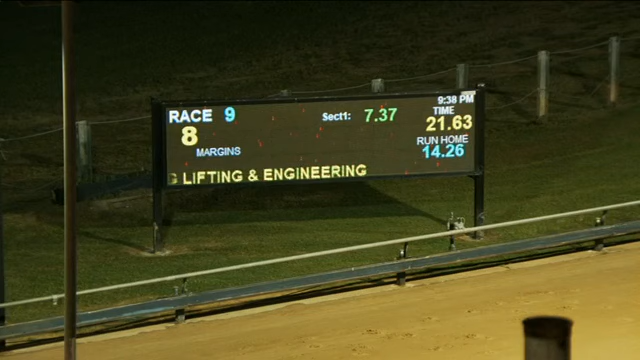 9:38 PM
RACE 9 Sect1: 7.37 TIME
8 21.63
MARGINS RUN HOME
14.26
G LIFTING & ENGINEERING